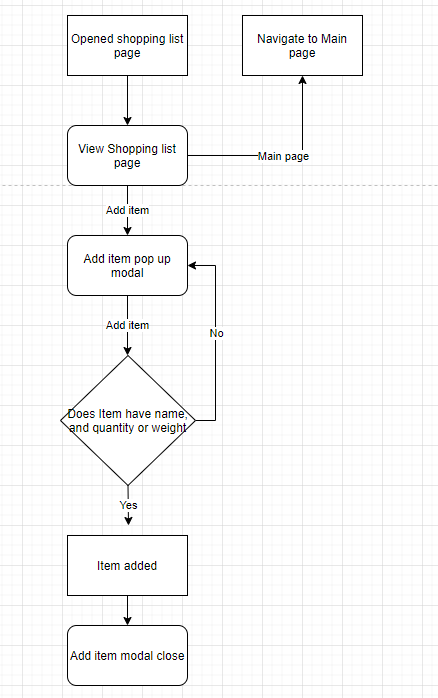 Opened shopping list
page
Navigate to Main
page
View Shopping list
page
Main page
Add item
Add item pop up
modal
Add item
No
Does Item have name,
and quantity or weight
Yes
Item added
Add item modal close